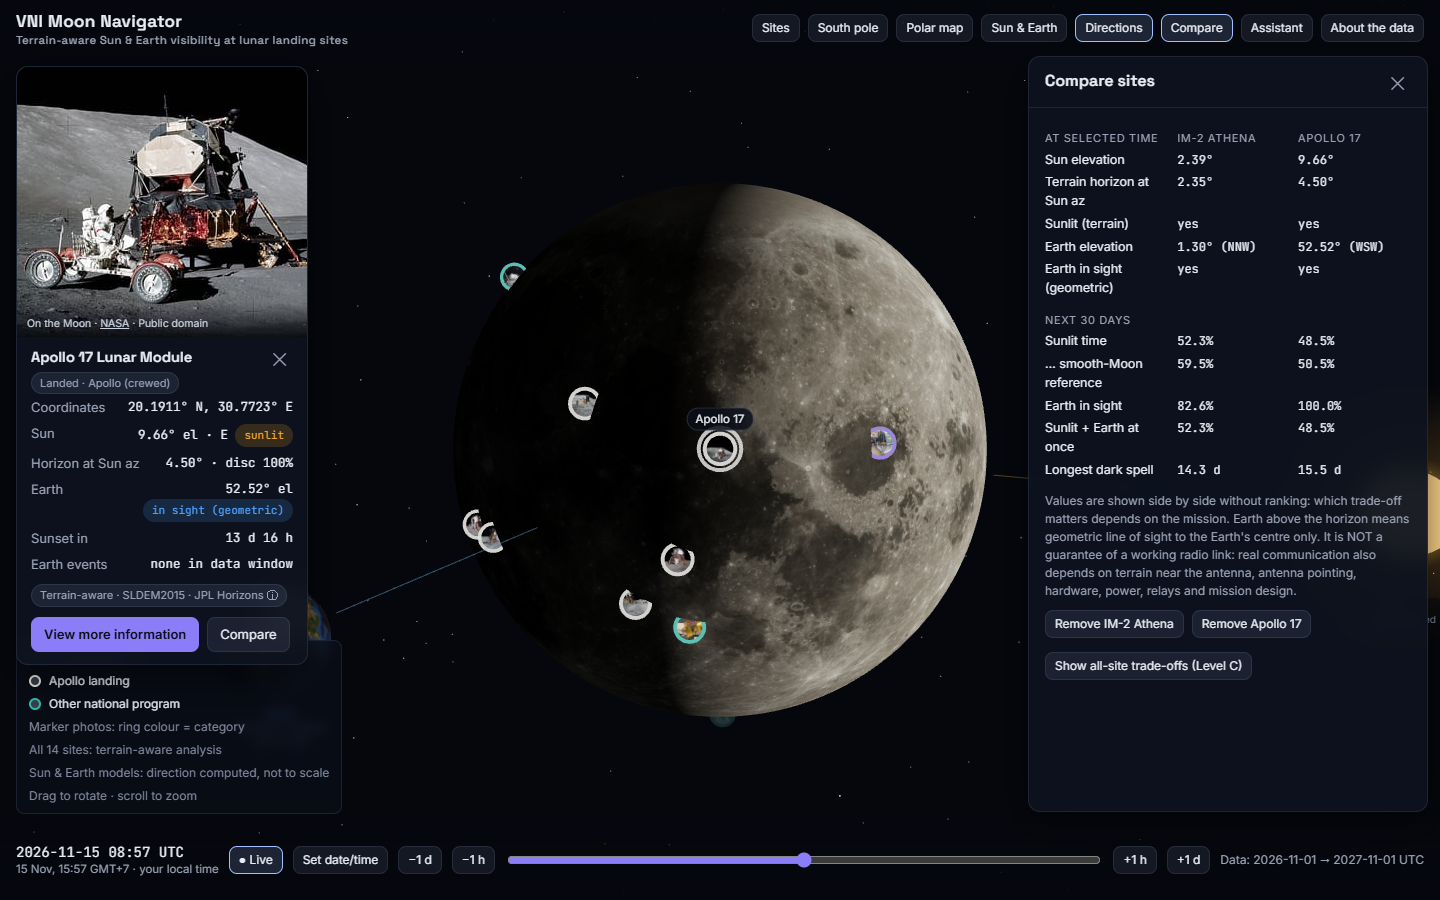 VNI Moon Navigator
Terrain-aware Sun & Earth visibility at lunar landing sites
Sites
South pole
Polar map
Sun & Earth
Directions
Compare
Assistant
About the data
On the Moon · NASA · Public domain
Apollo 17 Lunar Module
Landed · Apollo (crewed)
Coordinates 20.1911° N, 30.7723° E
Sun 9.66° el · E sunlit
Horizon at Sun az 4.50° · disc 100%
Earth 52.52° el
in sight (geometric)
Sunset in 13 d 16 h
Earth events none in data window
Terrain-aware · SLDEM2015 · JPL Horizons ⓘ
View more information
Compare
Apollo landing
Other national program
Marker photos: ring colour = category
All 14 sites: terrain-aware analysis
Sun & Earth models: direction computed, not to scale
Drag to rotate · scroll to zoom
Apollo 17
Compare sites
AT SELECTED TIME IM-2 ATHENA APOLLO 17
Sun elevation 2.39° 9.66°
Terrain horizon at 2.35° 4.50°
Sun az
Sunlit (terrain) yes yes
Earth elevation 1.30° (NNW) 52.52° (WSW)
Earth in sight yes yes
(geometric)
NEXT 30 DAYS
Sunlit time 52.3% 48.5%
... smooth-Moon 59.5% 50.5%
reference
Earth in sight 82.6% 100.0%
Sunlit + Earth at 52.3% 48.5%
once
Longest dark spell 14.3 d 15.5 d
Values are shown side by side without ranking: which trade-off
matters depends on the mission. Earth above the horizon means
geometric line of sight to the Earth's centre only. It is NOT a
guarantee of a working radio link: real communication also
depends on terrain near the antenna, antenna pointing,
hardware, power, relays and mission design.
Remove IM-2 Athena
Remove Apollo 17
Show all-site trade-offs (Level C)
2026-11-15 08:57 UTC
15 Nov, 15:57 GMT+7 · your local time
● Live
Set date/time
−1 d
−1 h
+1 h
+1 d
Data: 2026-11-01 → 2027-11-01 UTC